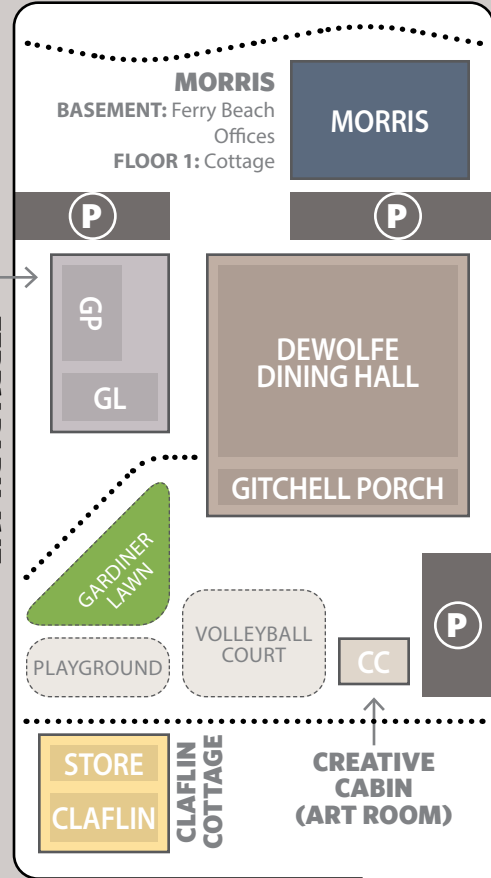 MORRIS
BASEMENT: Ferry Beach
Offices
FLOOR 1: Cottage
MORRIS
P
P
GP
GL
DEWOLFE
DINING HALL
GITCHELL PORCH
GARDINER
LAWN
PLAYGROUND
VOLLEYBALL
COURT
CC
P
STORE
CLAFLIN
CLAFLIN
COTTAGE
CREATIVE
CABIN
(ART ROOM)